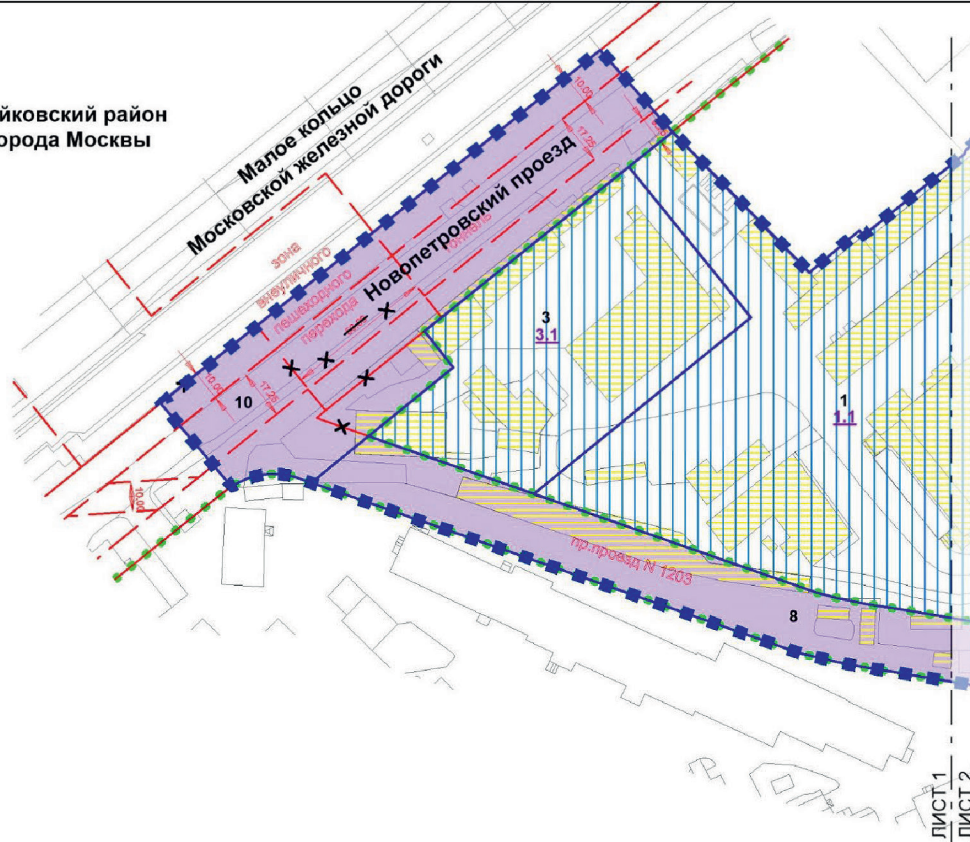 йковский район
орода Москвы
Малое кольцо
Московской железной дороги
Новопетровский проезд
зона
внеуличного
пешеходного
перехода
10.00
17.25
10.00
17.25
10
10.00
3
3.1
1
1.1
пр.проезд N 1203
8
ЛИСТ 1
ЛИСТ 2